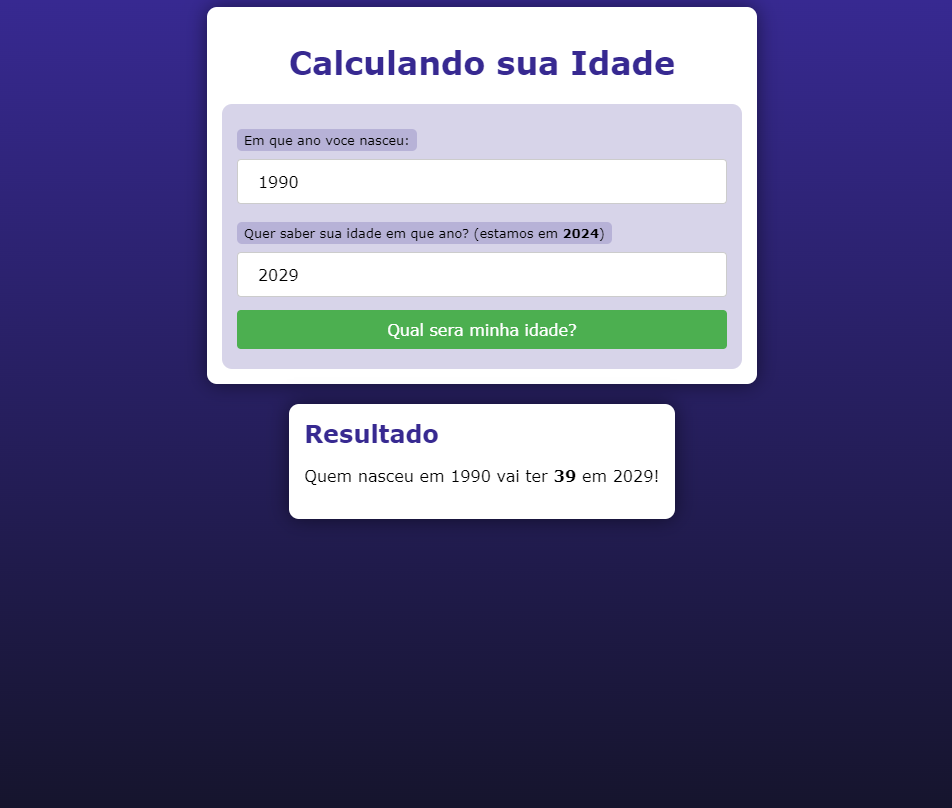 Calculando sua Idade
Em que ano voce nasceu:
1990
Quer saber sua idade em que ano? (estamos em 2024)
2029
Qual sera minha idade?
Resultado
Quem nasceu em 1990 vai ter 39 em 2029!